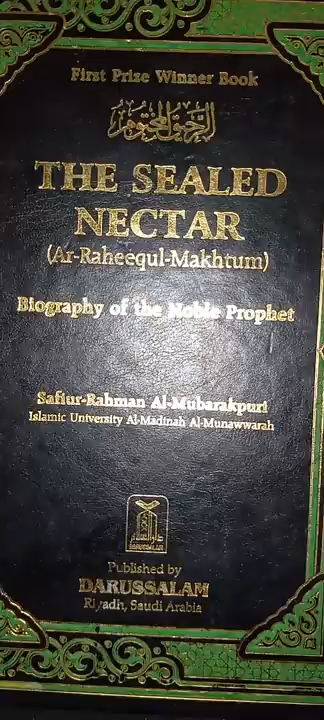 First Prize Winner Book
الرحيق المختوم
THE SEALED
NECTAR
(Ar-Raheequl-Makhtum)
Biography of the Noble Prophet
Safiur-Rahman Al-Mubarakpuri
Islamic University Al-Madinah Al-Munawwarah
DARUSSALAM
Published by
DARUSSALAM
Riyadh, Saudi Arabia